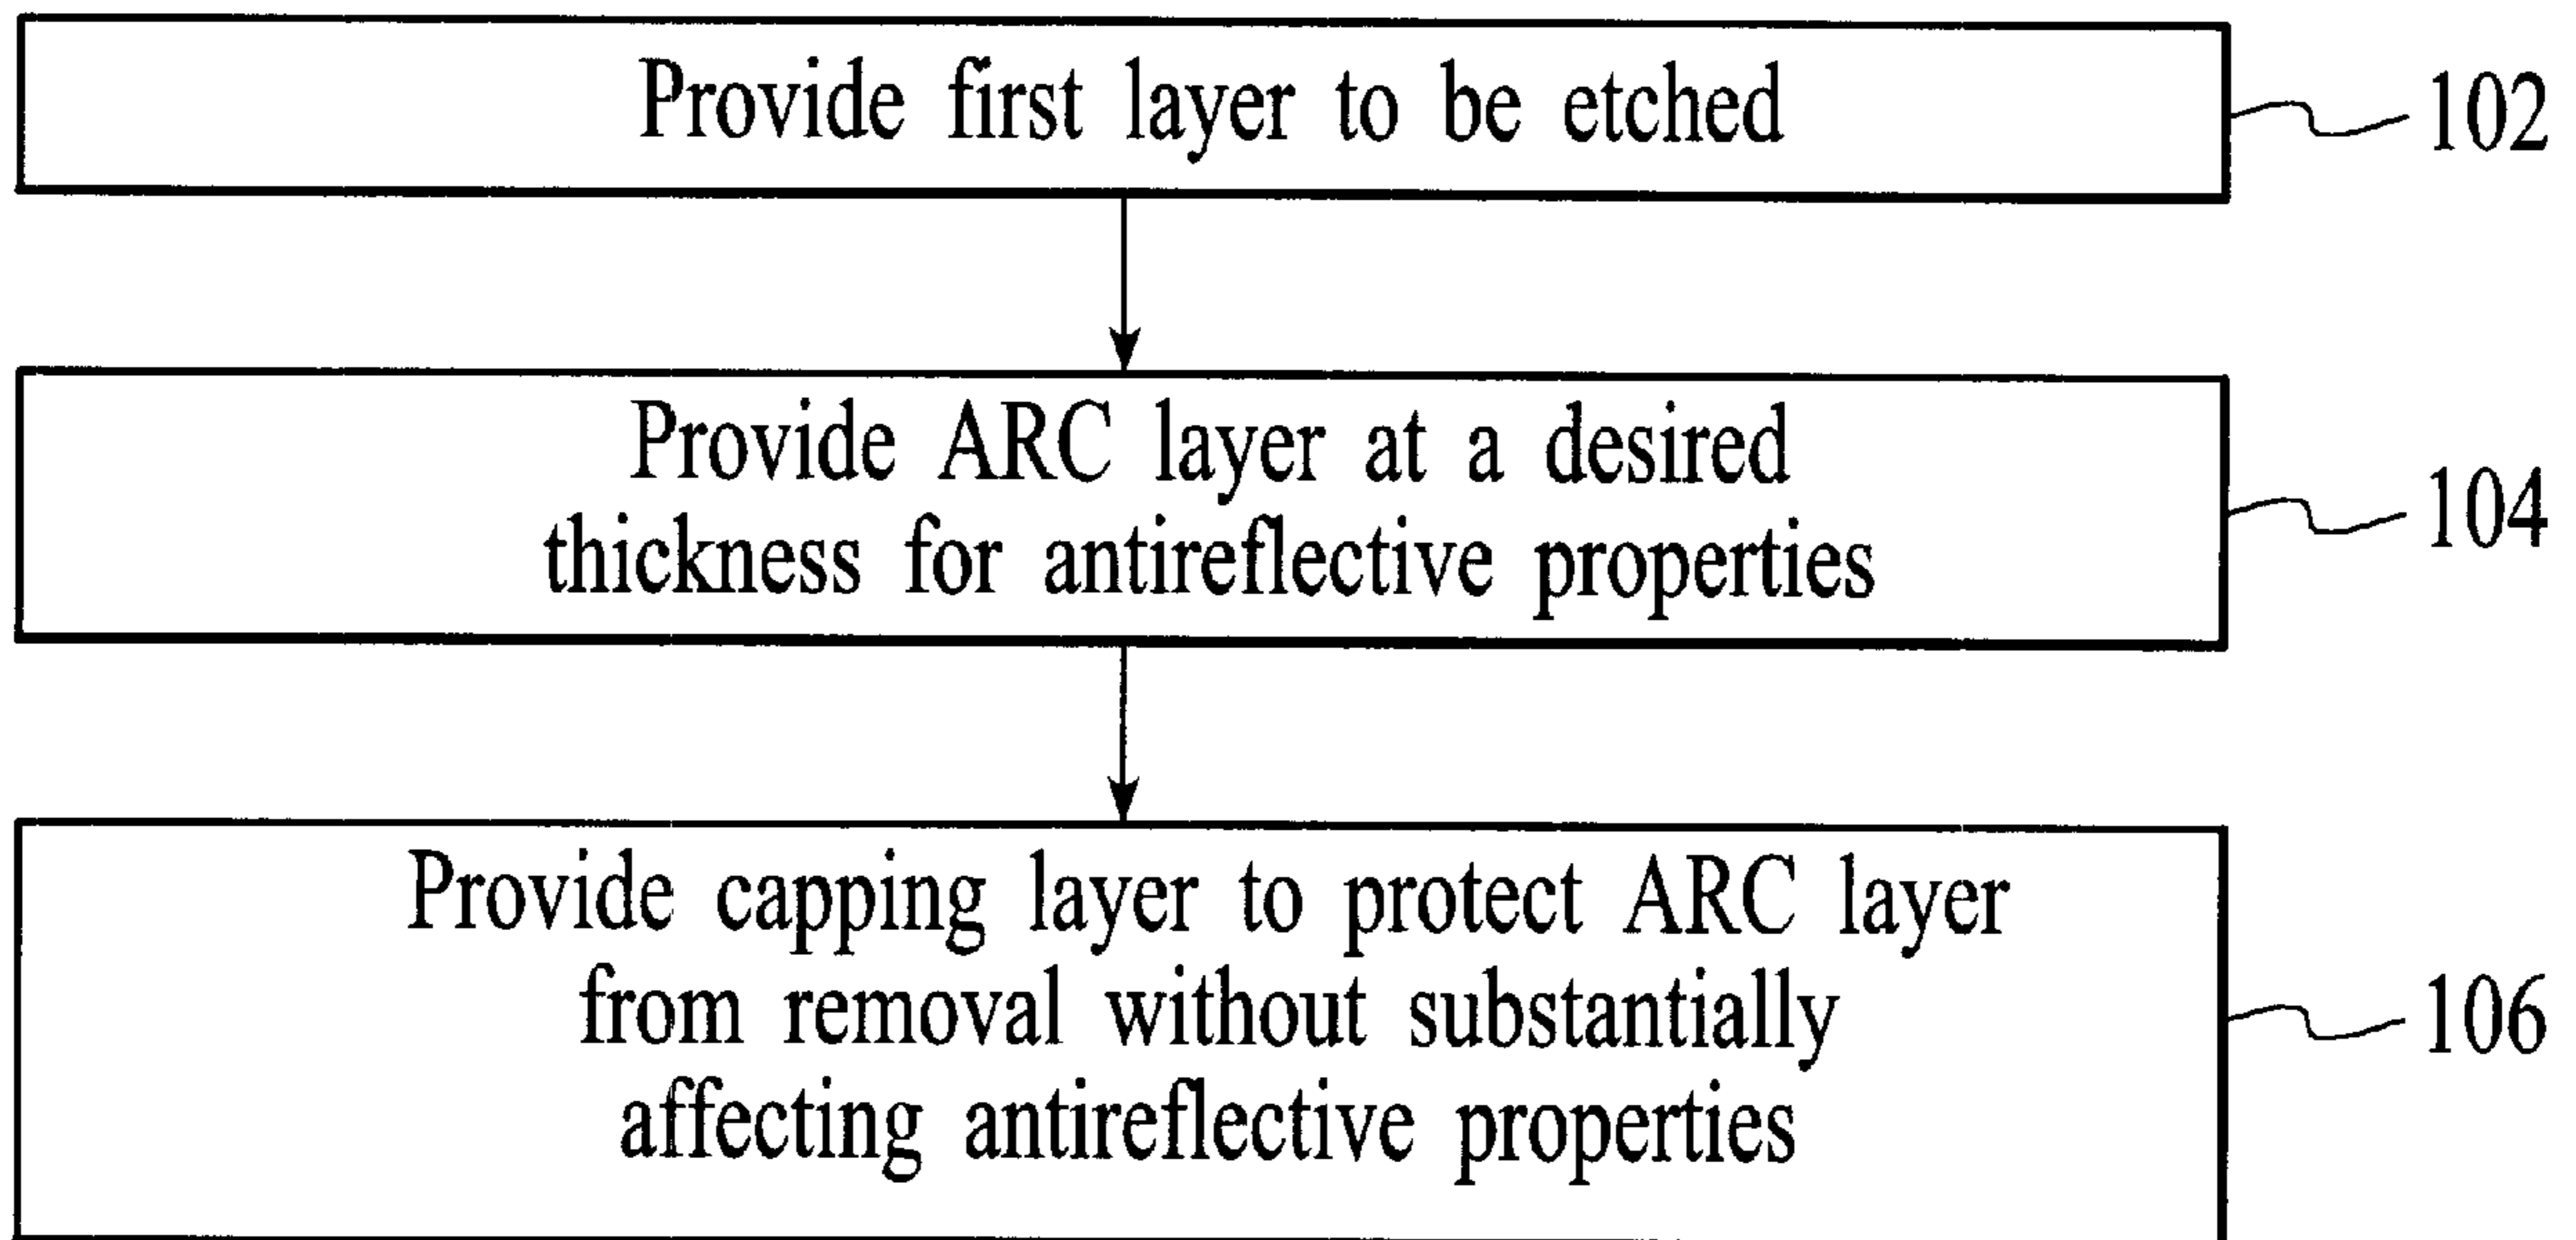 Provide first layer to be etched
102
Provide ARC layer at a desired
thickness for antireflective properties
104
Provide capping layer to protect ARC layer
from removal without substantially
affecting antireflective properties
106